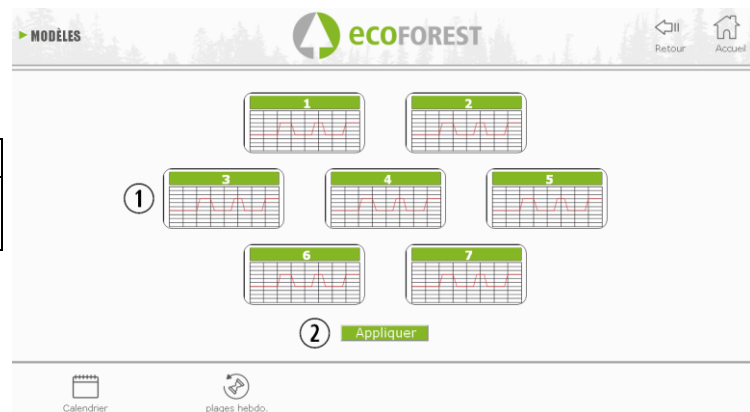 MODÈLES
ecoFOREST
Retour
Accueil
1
2
3
4
5
1
6
7
2
Appliquer
Calendrier
plages hebdo.